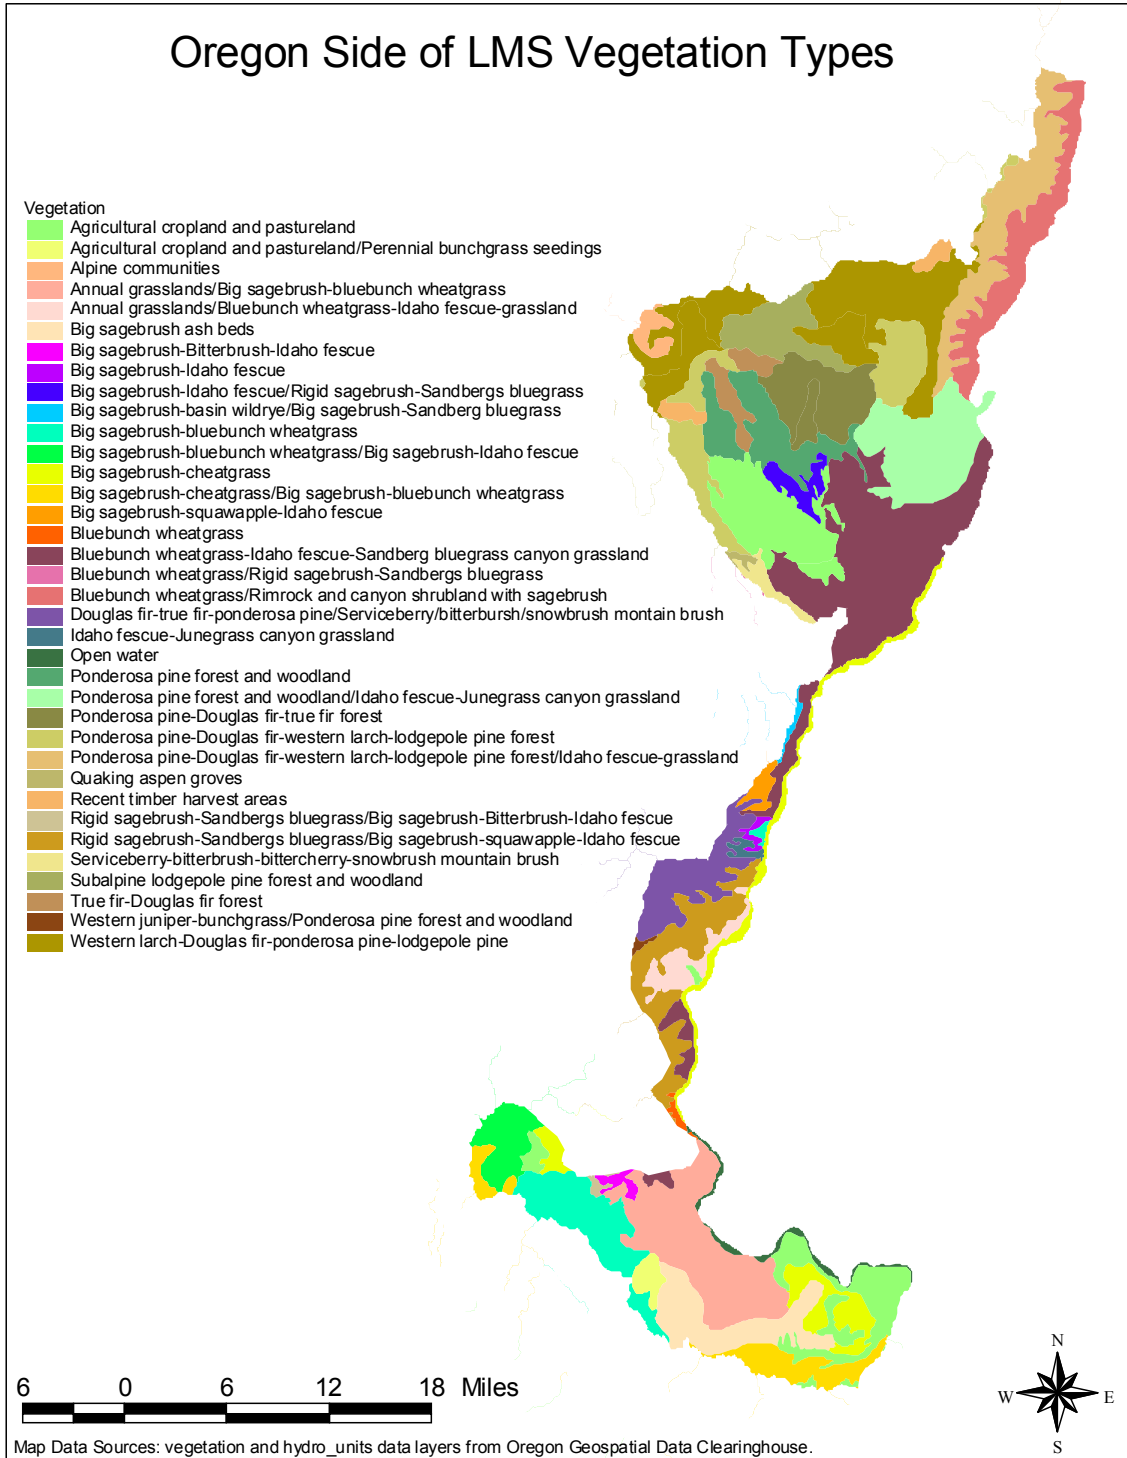 Oregon Side of LMS Vegetation Types
Vegetation
Agricultural cropland and pastureland
Agricultural cropland and pastureland/Perennial bunchgrass seedings
Alpine communities
Annual grasslands/Big sagebrush-bluebunch wheatgrass
Annual grasslands/Bluebunch wheatgrass-Idaho fescue-grassland
Big sagebrush ash beds
Big sagebrush-Bitterbrush-Idaho fescue
Big sagebrush-Idaho fescue
Big sagebrush-Idaho fescue/Rigid sagebrush-Sandbergs bluegrass
Big sagebrush-basin wildrye/Big sagebrush-Sandberg bluegrass
Big sagebrush-bluebunch wheatgrass
Big sagebrush-bluebunch wheatgrass/Big sagebrush-Idaho fescue
Big sagebrush-cheatgrass
Big sagebrush-cheatgrass/Big sagebrush-bluebunch wheatgrass
Big sagebrush-squawapple-Idaho fescue
Bluebunch wheatgrass
Bluebunch wheatgrass-Idaho fescue-Sandberg bluegrass canyon grassland
Bluebunch wheatgrass/Rigid sagebrush-Sandbergs bluegrass
Bluebunch wheatgrass/Rimrock and canyon shrubland with sagebrush
Douglas fir-true fir-ponderosa pine/Serviceberry/bitterbursh/snowbrush montain brush
Idaho fescue-Junegrass canyon grassland
Open water
Ponderosa pine forest and woodland
Ponderosa pine forest and woodland/Idaho fescue-Junegrass canyon grassland
Ponderosa pine-Douglas fir-true fir forest
Ponderosa pine-Douglas fir-western larch-lodgepole pine forest
Ponderosa pine-Douglas fir-western larch-lodgepole pine forest/Idaho fescue-grassland
Quaking aspen groves
Recent timber harvest areas
Rigid sagebrush-Sandbergs bluegrass/Big sagebrush-Bitterbrush-Idaho fescue
Rigid sagebrush-Sandbergs bluegrass/Big sagebrush-squawapple-Idaho fescue
Serviceberry-bitterbrush-bittercherry-snowbrush mountain brush
Subalpine lodgepole pine forest and woodland
True fir-Douglas fir forest
Western juniper-bunchgrass/Ponderosa pine forest and woodland
Western larch-Douglas fir-ponderosa pine-lodgepole pine
6 0 6 12 18 Miles
N
W E
S
Map Data Sources: vegetation and hydro_units data layers from Oregon Geospatial Data Clearinghouse.